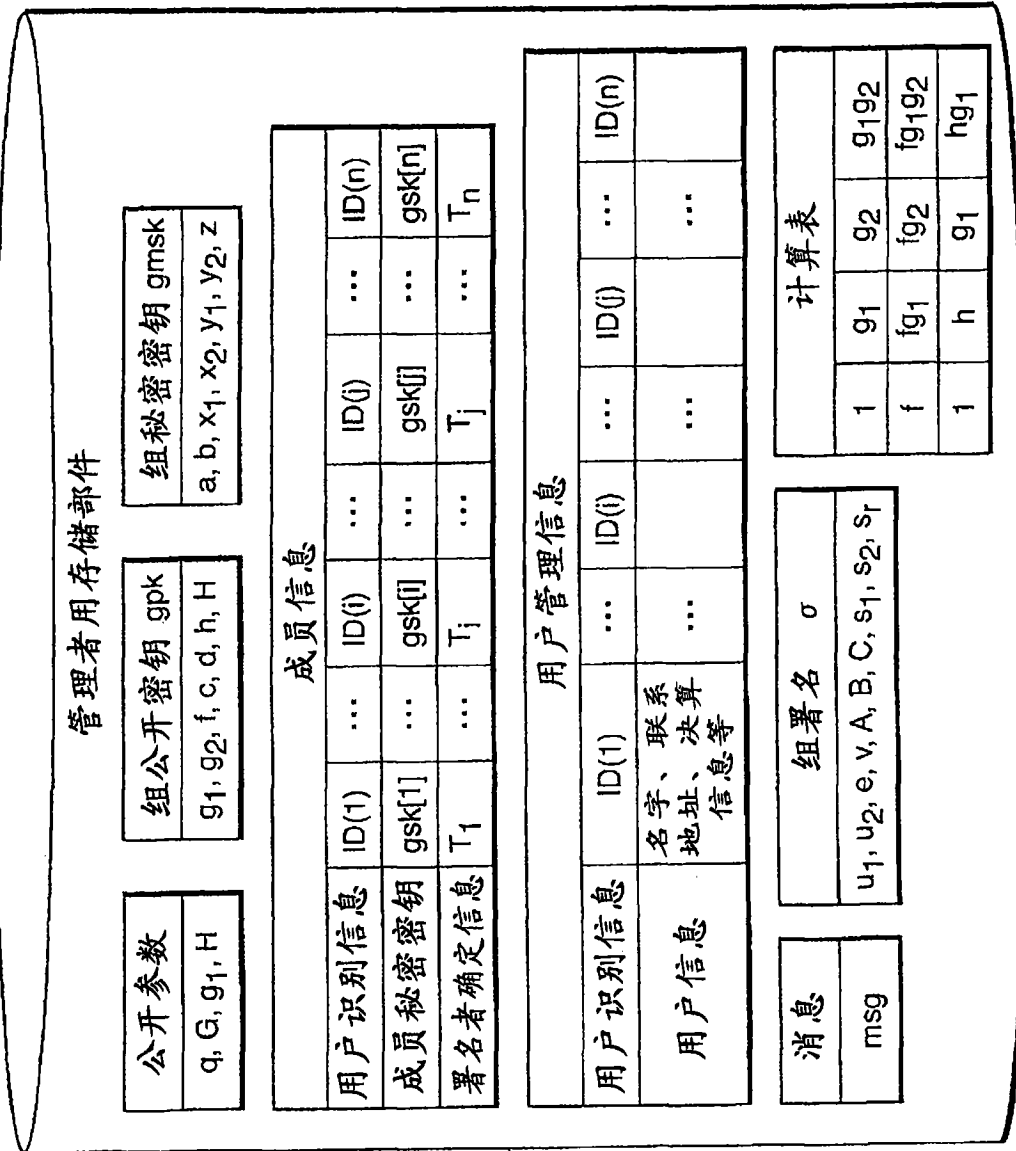 管理者用存储部件
公开参数
q, G, g1, H
组公开密钥 gpk
g1, g2, f, c, d, h, H
组秘密密钥 gmsk
a, b, x1, x2, y1, y2, z
成员信息
用户识别信息 ID(1) ... ID(i) ... ID(j) ... ID(n)
成员秘密密钥 gsk[1] ... gsk[i] ... gsk[j] ... gsk[n]
署名者确定信息 T1 ... Ti ... Tj ... Tn
用户管理信息
用户识别信息 ID(1) ... ID(i) ... ID(j) ... ID(n)
用户信息
名字、联系
地址、决算
信息等
... ... ...
消息
msg
组署名 σ
u1, u2, e, v, A, B, C, s1, s2, sr
计算表
1 g1 g2 g1g2
f fg1 fg2 fg1g2
1 h g1 hg1